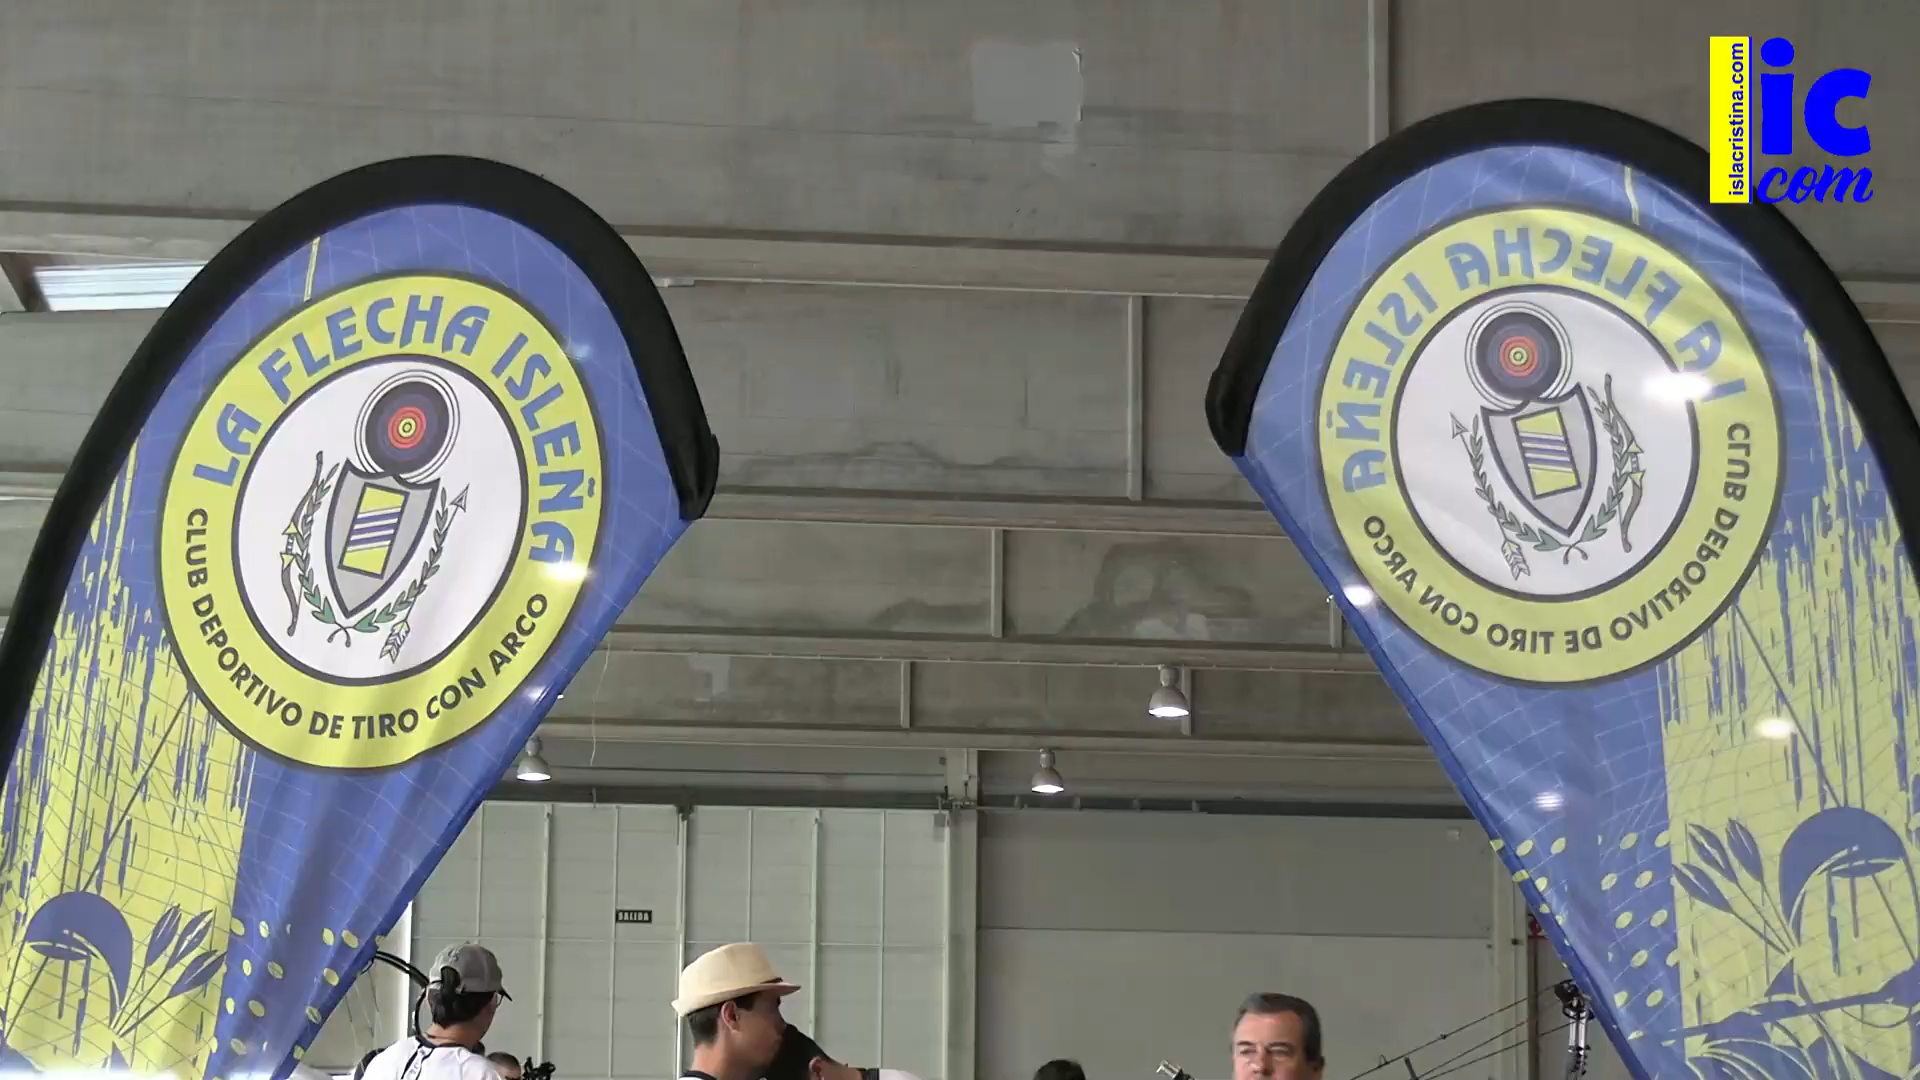 LA FLECHA ISLEÑA
CLUB DEPORTIVO DE TIRO CON ARCO
LA FLECHA ISLEÑA
CLUB DEPORTIVO DE TIRO CON ARCO
islacristina.com
ic
com
SALIDA